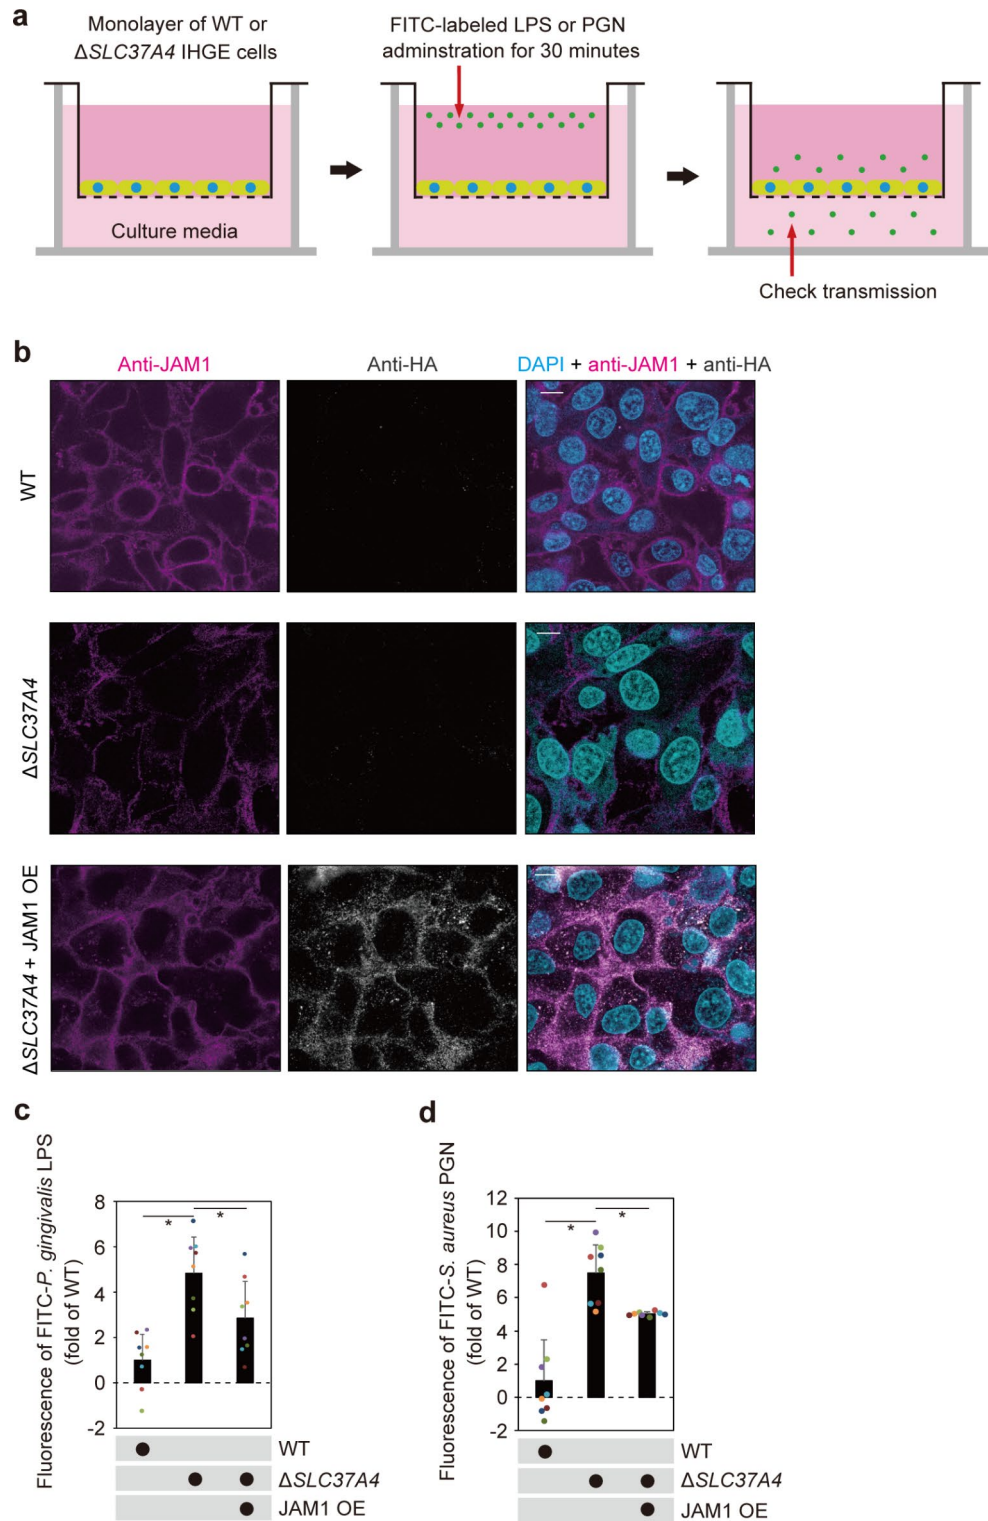 a
Monolayer of WT or
ΔSLC37A4 IHGE cells
FITC-labeled LPS or PGN
adminstration for 30 minutes
Culture media
Check transmission
b
Anti-JAM1
Anti-HA
DAPI + anti-JAM1 + anti-HA
WT
ΔSLC37A4
ΔSLC37A4 + JAM1 OE
c
Fluorescence of FITC-P. gingivalis LPS
(fold of WT)
8
6
4
2
0
-2
*
*
WT
ΔSLC37A4
JAM1 OE
d
Fluorescence of FITC-S. aureus PGN
(fold of WT)
12
10
8
6
4
2
0
-2
*
*
WT
ΔSLC37A4
JAM1 OE